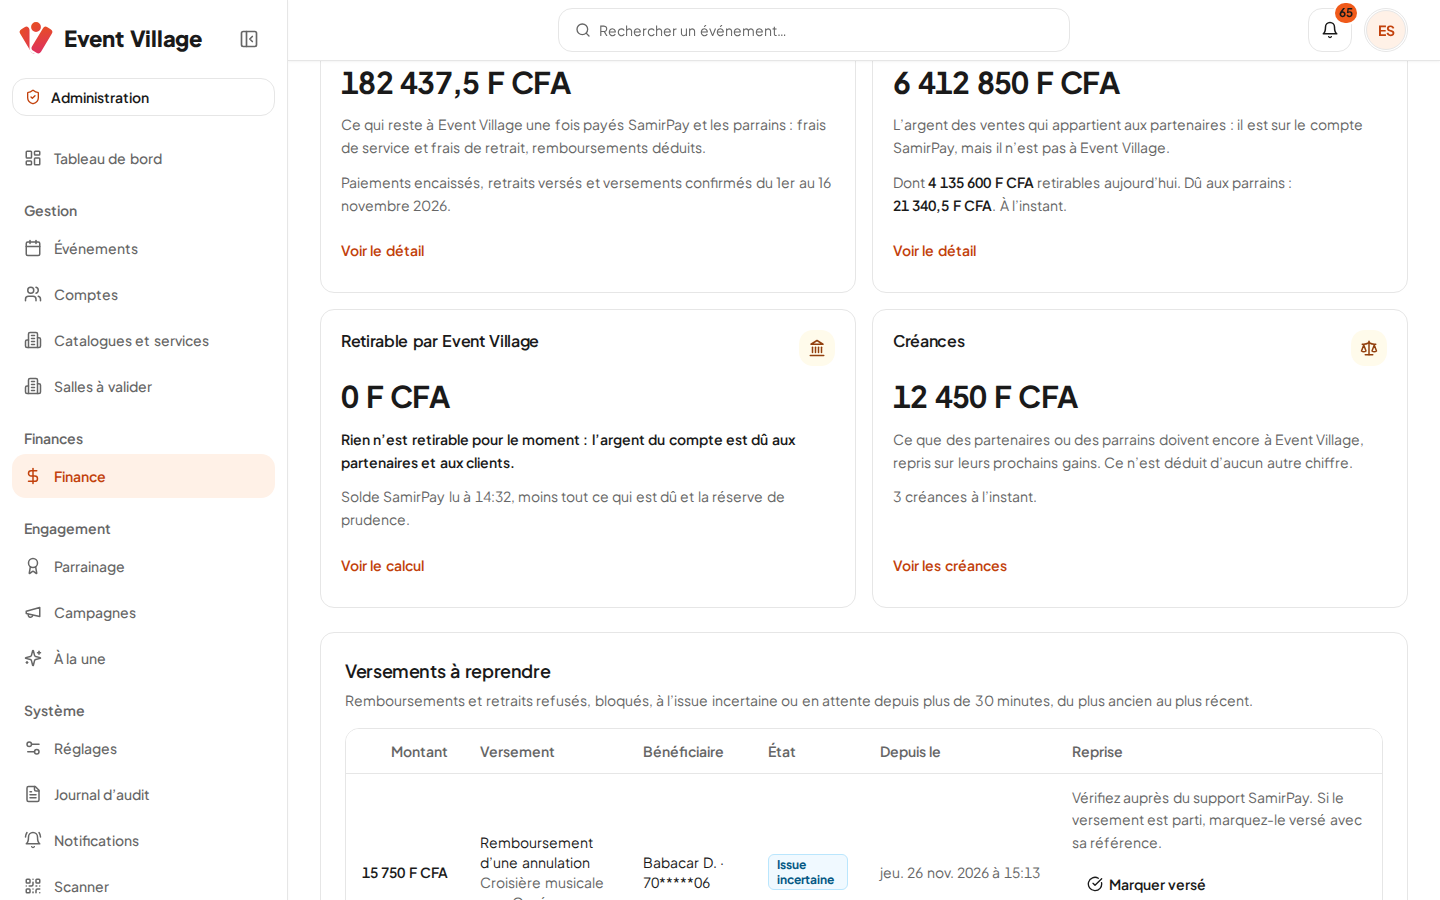 Event Village
Administration
Tableau de bord
Gestion
Événements
Comptes
Catalogues et services
Salles à valider
Finances
Finance
Engagement
Parrainage
Campagnes
À la une
Système
Réglages
Journal d’audit
Notifications
Scanner
Rechercher un événement…
65
ES
182 437,5 F CFA
Ce qui reste à Event Village une fois payés SamirPay et les parrains : frais
de service et frais de retrait, remboursements déduits.
Paiements encaissés, retraits versés et versements confirmés du 1er au 16
novembre 2026.
Voir le détail
6 412 850 F CFA
L’argent des ventes qui appartient aux partenaires : il est sur le compte
SamirPay, mais il n’est pas à Event Village.
Dont 4 135 600 F CFA retirables aujourd’hui. Dû aux parrains :
21 340,5 F CFA. À l’instant.
Voir le détail
Retirable par Event Village
0 F CFA
Rien n’est retirable pour le moment : l’argent du compte est dû aux
partenaires et aux clients.
Solde SamirPay lu à 14:32, moins tout ce qui est dû et la réserve de
prudence.
Voir le calcul
Créances
12 450 F CFA
Ce que des partenaires ou des parrains doivent encore à Event Village,
repris sur leurs prochains gains. Ce n’est déduit d’aucun autre chiffre.
3 créances à l’instant.
Voir les créances
Versements à reprendre
Remboursements et retraits refusés, bloqués, à l’issue incertaine ou en attente depuis plus de 30 minutes, du plus ancien au plus récent.
Montant Versement Bénéficiaire État Depuis le Reprise
15 750 F CFA
Remboursement
d’une annulation
Croisière musicale
Babacar D. ·
70*****06
Issue
incertaine
jeu. 26 nov. 2026 à 15:13
Vérifiez auprès du support SamirPay. Si le
versement est parti, marquez-le versé avec
sa référence.
Marquer versé